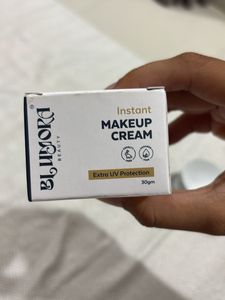 BLUMORA
BEAUTY
Instant
MAKEUP
CREAM
Extra UV Protection
30gm